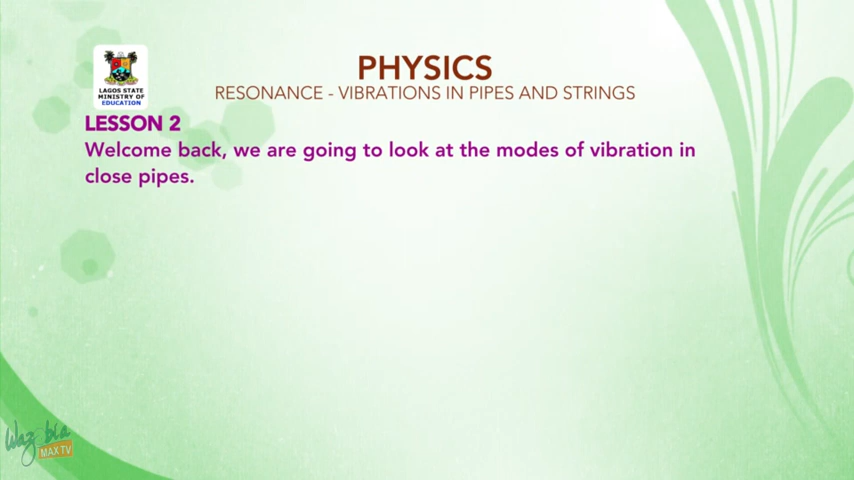 PHYSICS
RESONANCE - VIBRATIONS IN PIPES AND STRINGS
LAGOS STATE
MINISTRY OF
EDUCATION
LESSON 2
Welcome back, we are going to look at the modes of vibration in
close pipes.
Wazobia
MAX TV